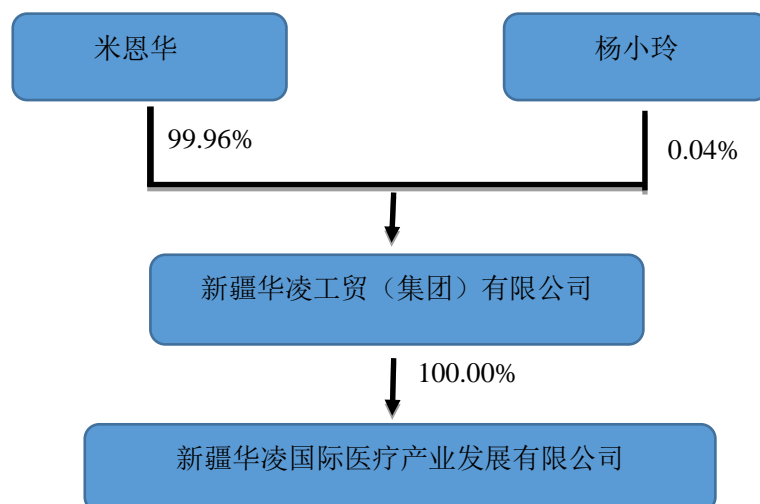 米恩华
杨小玲
99.96%
0.04%
新疆华凌工贸（集团）有限公司
100.00%
新疆华凌国际医疗产业发展有限公司